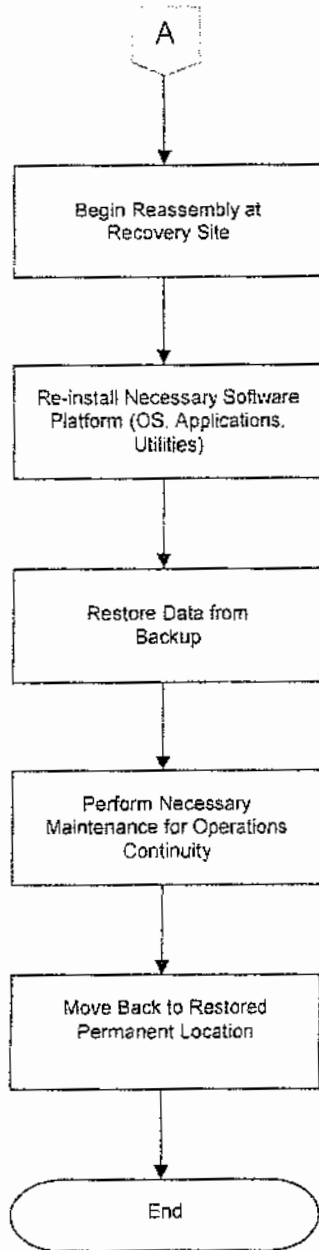 A
Begin Reassembly at
Recovery Site
Re-install Necessary Software
Platform (OS, Applications,
Utilities)
Restore Data from
Backup
Perform Necessary
Maintenance for Operations
Continuity
Move Back to Restored
Permanent Location
End